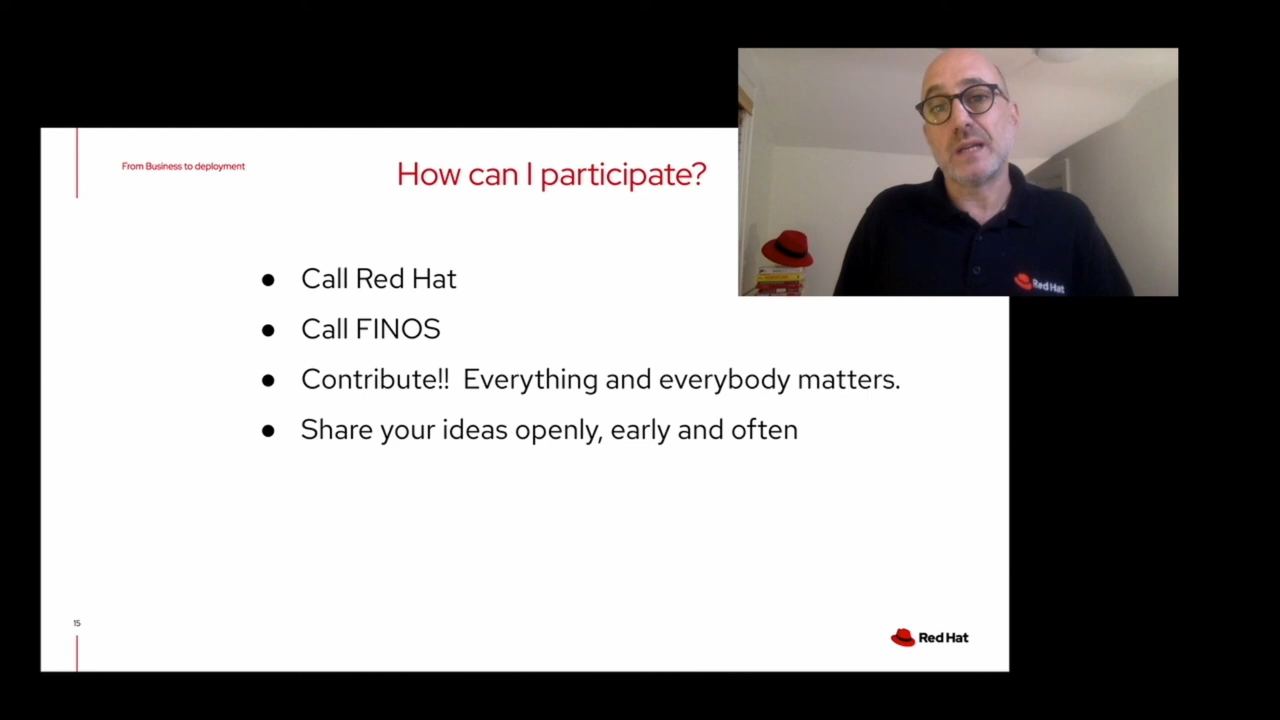 From Business to deployment
How can I participate?
● Call Red Hat
● Call FINOS
● Contribute!! Everything and everybody matters.
● Share your ideas openly, early and often
Red Hat
15
Red Hat